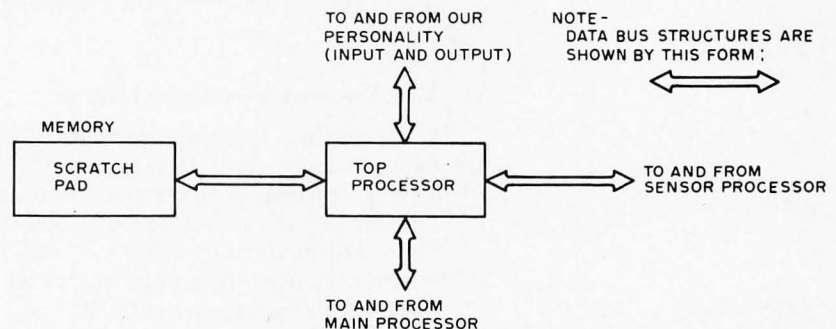 TO AND FROM OUR
PERSONALITY
(INPUT AND OUTPUT)
NOTE-
DATA BUS STRUCTURES ARE
SHOWN BY THIS FORM:
MEMORY
SCRATCH
PAD
TOP
PROCESSOR
TO AND FROM
SENSOR PROCESSOR
TO AND FROM
MAIN PROCESSOR